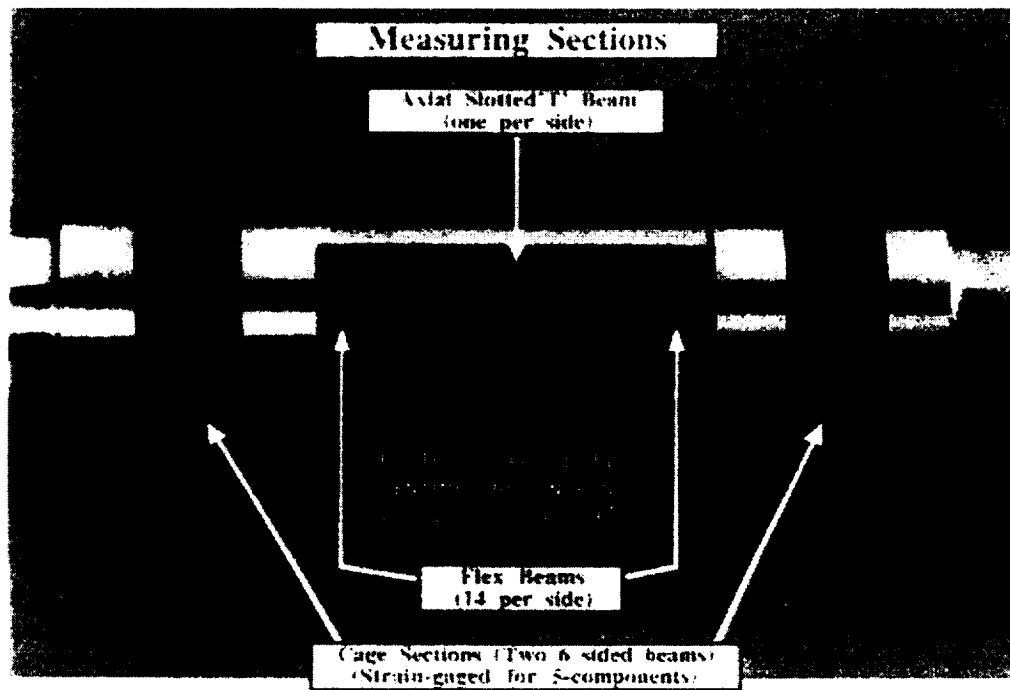 Measuring Sections
Axial Slotted 'T' Beam
(one per side)
Flex Beams
(14 per side)
Cage Sections (Two 6 sided beams)
(Strain-gaged for 5-components)